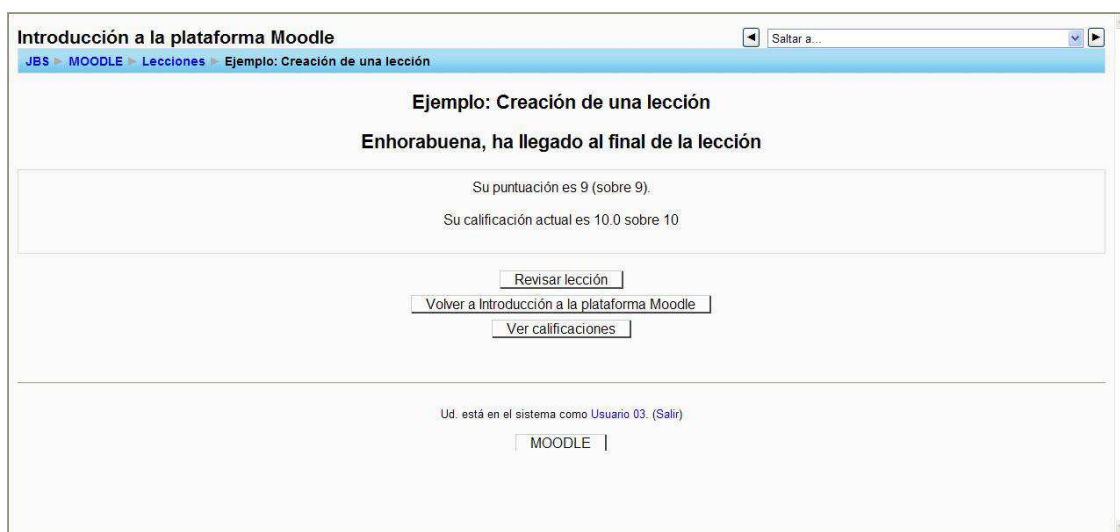 Introducción a la plataforma Moodle
Saltar a...
JBS ► MOODLE ► Lecciones ► Ejemplo: Creación de una lección
Ejemplo: Creación de una lección
Enhorabuena, ha llegado al final de la lección
Su puntuación es 9 (sobre 9).
Su calificación actual es 10.0 sobre 10
Revisar lección
Volver a Introducción a la plataforma Moodle
Ver calificaciones
Ud. está en el sistema como Usuario 03. (Salir)
MOODLE